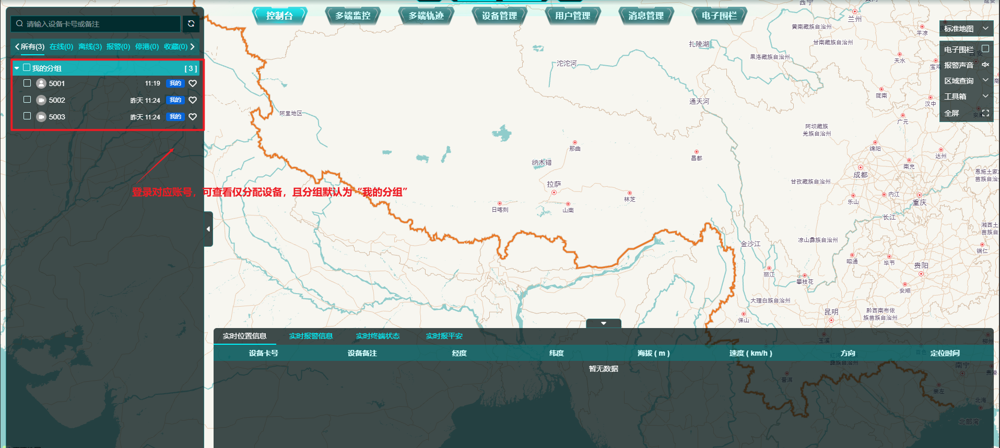 控制台
多端监控
多端轨迹
设备管理
用户管理
消息管理
电子围栏
请输入设备卡号或备注
所有(3) 在线(0) 离线(3) 报警(0) 停港(0) 收藏(0)
我的分组 [ 3 ]
5001 11:19 我的
5002 昨天 11:24 我的
5003 昨天 11:24 我的
登录对应账号，可查看仅分配设备，且分组默认为“我的分组”
标准地图
电子围栏
报警声音
区域查询
工具箱
全屏
西宁
兰州
黄南藏族自治州
甘南藏族自治州
平凉
延安
扎陵湖
果洛藏族自治州
天水
宝鸡
沱沱河
陇南
汉中
通天河
阿里地区
广元
阿坝藏族
羌族自治州
那曲
绵阳
达州
昌都
纳木错
南充
成都
恩施土家
苗族自治
甘孜藏族自治州
拉萨
林芝
内江
乐山
重庆
日喀则
山南
长江
湘西土
苗族自
金沙江
凉山彝族自治州
铜仁
昭通
毕节
贵阳
丽江
攀枝花
安顺
大理白族自治州
昆明
黔西南布依
族苗族自治州
保山
玉溪
柳州
实时位置信息 实时报警信息 实时终端状态 实时报平安
设备卡号 设备备注 经度 纬度 海拔 ( m ) 速度 ( km/h ) 方向 定位时间
暂无数据
彝族自治州
南宁
贵港
普洱
崇左
北海
北部湾